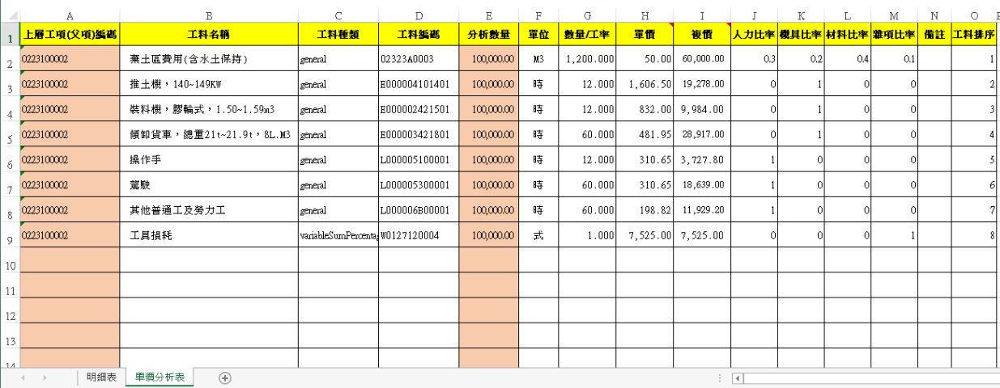 A B C D E F G H I J K L M N O
1 上層工項(父項)編碼 工料名稱 工料種類 工料編碼 分析數量 單位 數量/工率 單價 複價 人力比率 機具比率 材料比率 雜項比率 備註 工料排序
2 0223100002 棄土區費用(含水土保持) general 02323A0003 100,000.00 M3 1,200.000 50.00 60,000.00 0.3 0.2 0.4 0.1 1
3 0223100002 推土機，140~149KW general E000004101401 100,000.00 時 12.000 1,606.50 19,278.00 0 1 0 0 2
4 0223100002 裝料機，膠輪式，1.50~1.59m3 general E000002421501 100,000.00 時 12.000 832.00 9,984.00 0 1 0 0 3
5 0223100002 傾卸貨車，總重21t~21.9t，8L.M3 general E000003421801 100,000.00 時 60.000 481.95 28,917.00 0 1 0 0 4
6 0223100002 操作手 general L000005100001 100,000.00 時 12.000 310.65 3,727.80 1 0 0 0 5
7 0223100002 駕駛 general L000005300001 100,000.00 時 60.000 310.65 18,639.00 1 0 0 0 6
8 0223100002 其他普通工及勞力工 general L000006B00001 100,000.00 時 60.000 198.82 11,929.20 1 0 0 0 7
9 0223100002 工具損耗 variableSumPercenta W0127120004 100,000.00 式 1.000 7,525.00 7,525.00 0 0 0 1 8
10
11
12
13
14
明細表 單價分析表